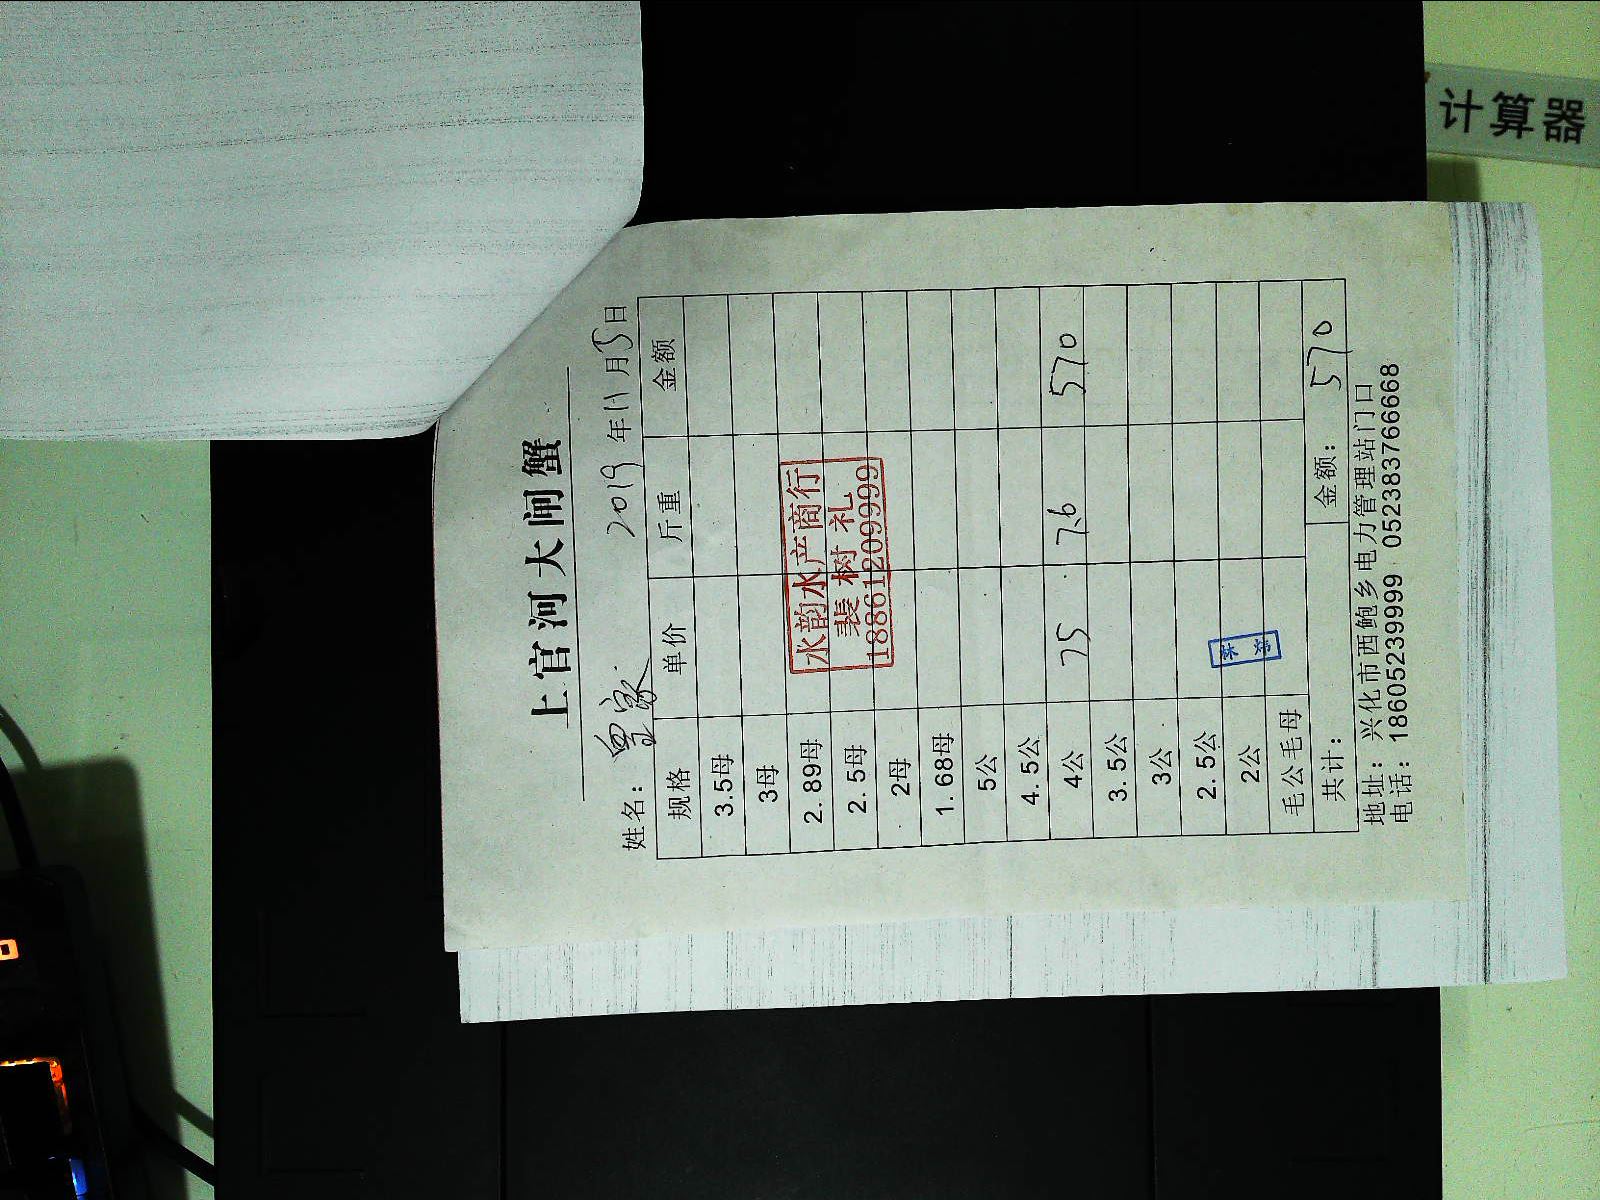 计算器
上官河大闸蟹
姓名： 2019年11月5日
规格 单价 斤重 金额
3.5母
3母
2.89母
2.5母
2母
1.68母
5公
4.5公
4公 75 7.6 570
3.5公
3公
2.5公
2公
毛公毛母
共计： 金额： 570
地址：兴化市西鲍乡电力管理站门口
电话：18605239999 052383766668
水韵水产商行
裴树礼
18861209999